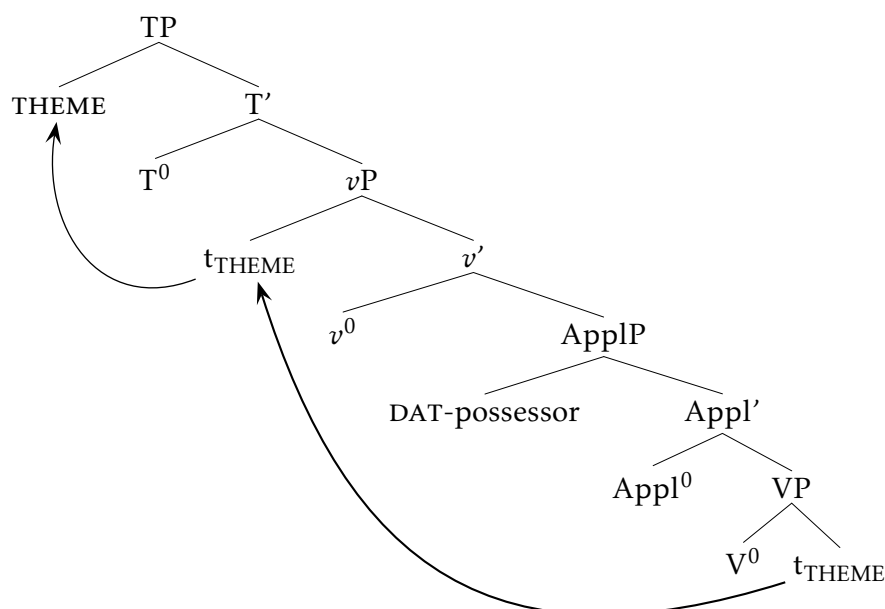 TP
THEME T’
T⁰ vP
tTHEME v’
v⁰ ApplP
DAT-possessor Appl’
Appl⁰ VP
V⁰ tTHEME